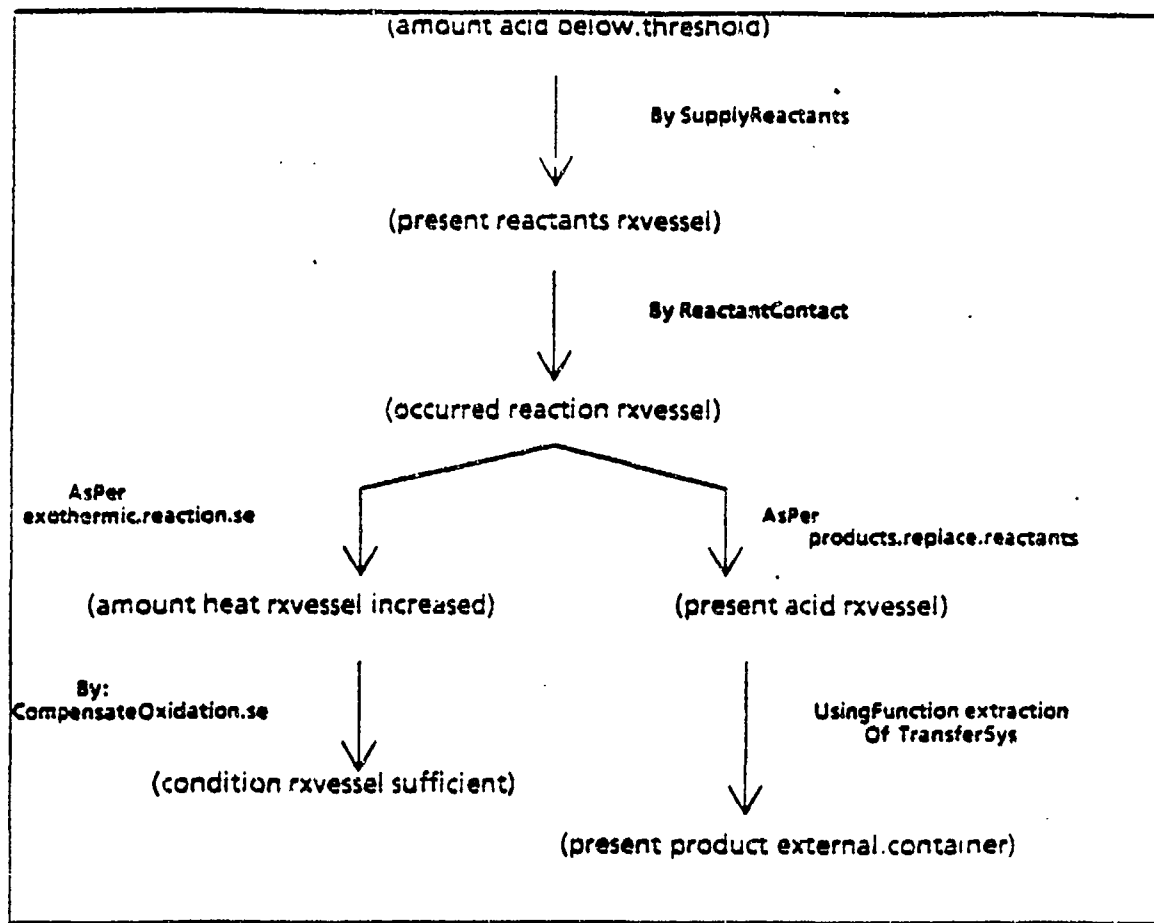 (amount acid below.threshold)
By SupplyReactants
(present reactants rxvessel)
By ReactantContact
(occurred reaction rxvessel)
AsPer
exothermic.reaction.se
AsPer
products.replace.reactants
(amount heat rxvessel increased)
(present acid rxvessel)
By:
CompensateOxidation.se
UsingFunction extraction
Of TransferSys
(condition rxvessel sufficient)
(present product external.container)